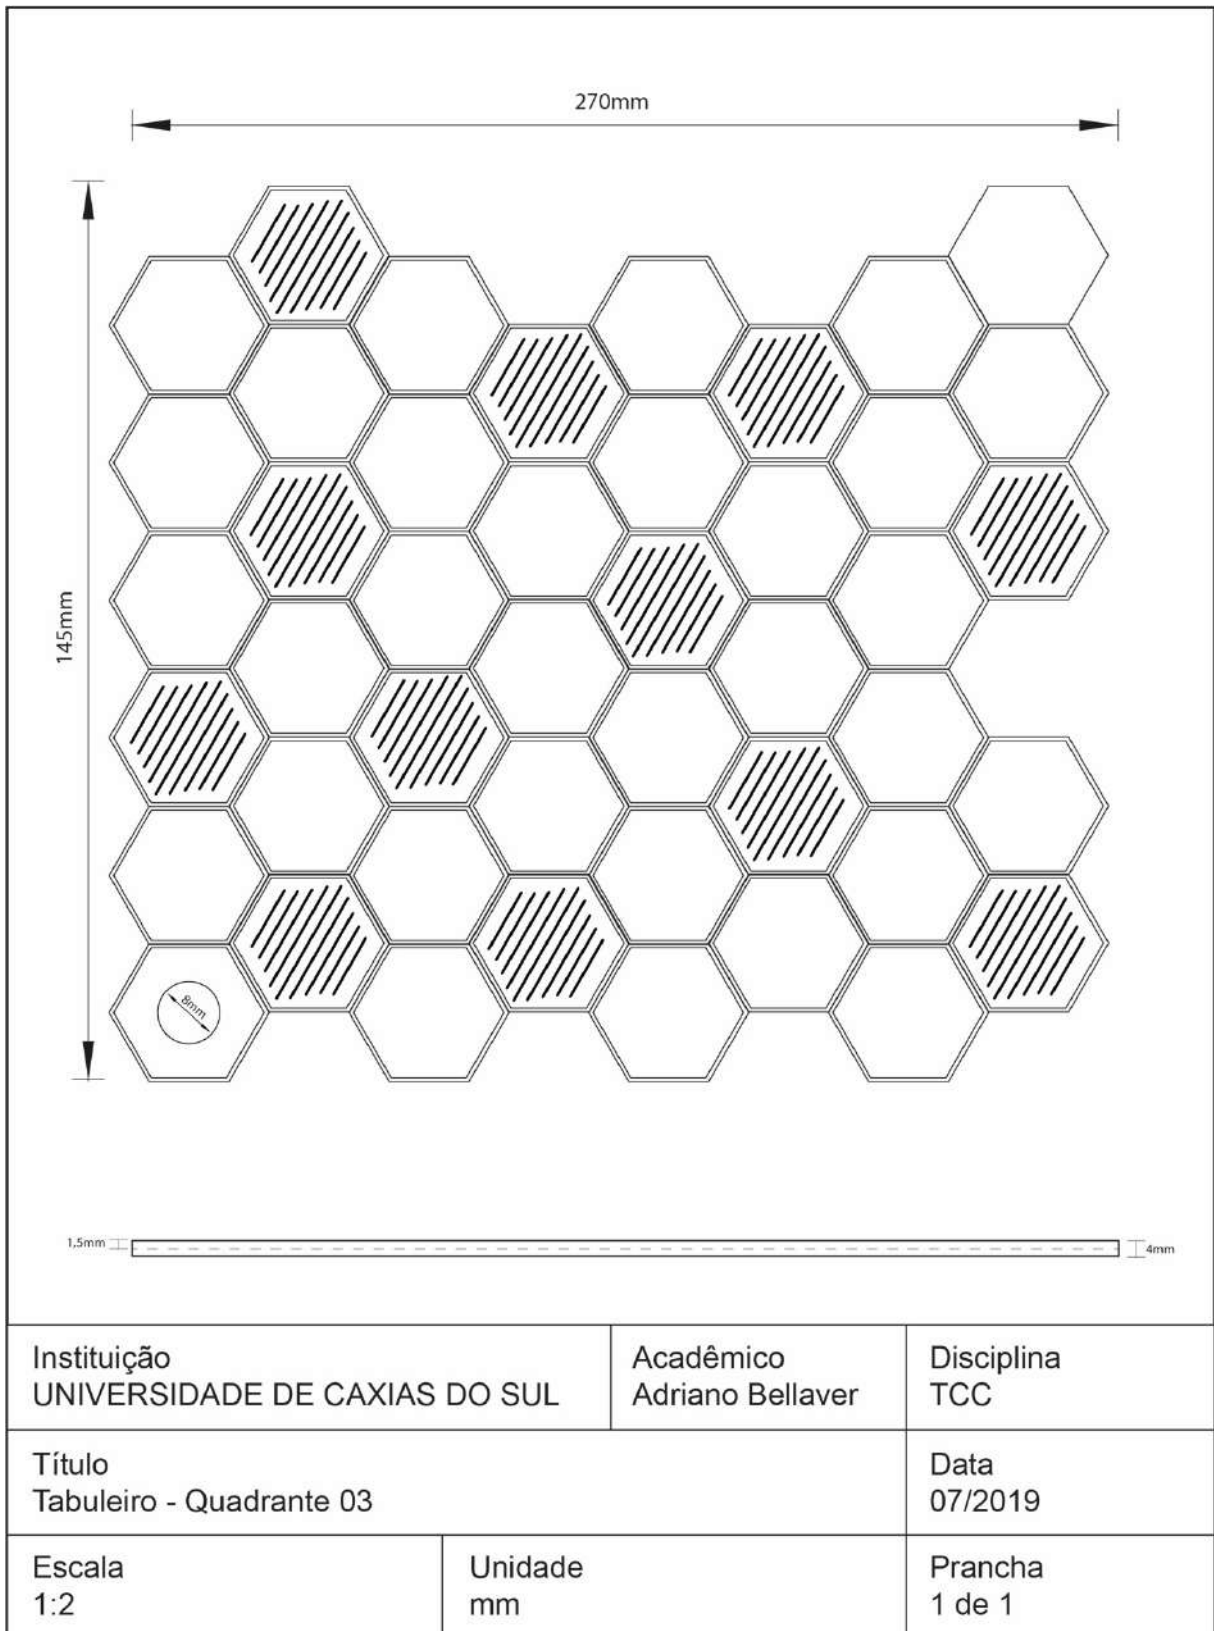 270mm
145mm
8mm
1,5mm
4mm
Instituição
UNIVERSIDADE DE CAXIAS DO SUL
Acadêmico
Adriano Bellaver
Disciplina
TCC
Título
Tabuleiro - Quadrante 03
Data
07/2019
Escala
1:2
Unidade
mm
Prancha
1 de 1